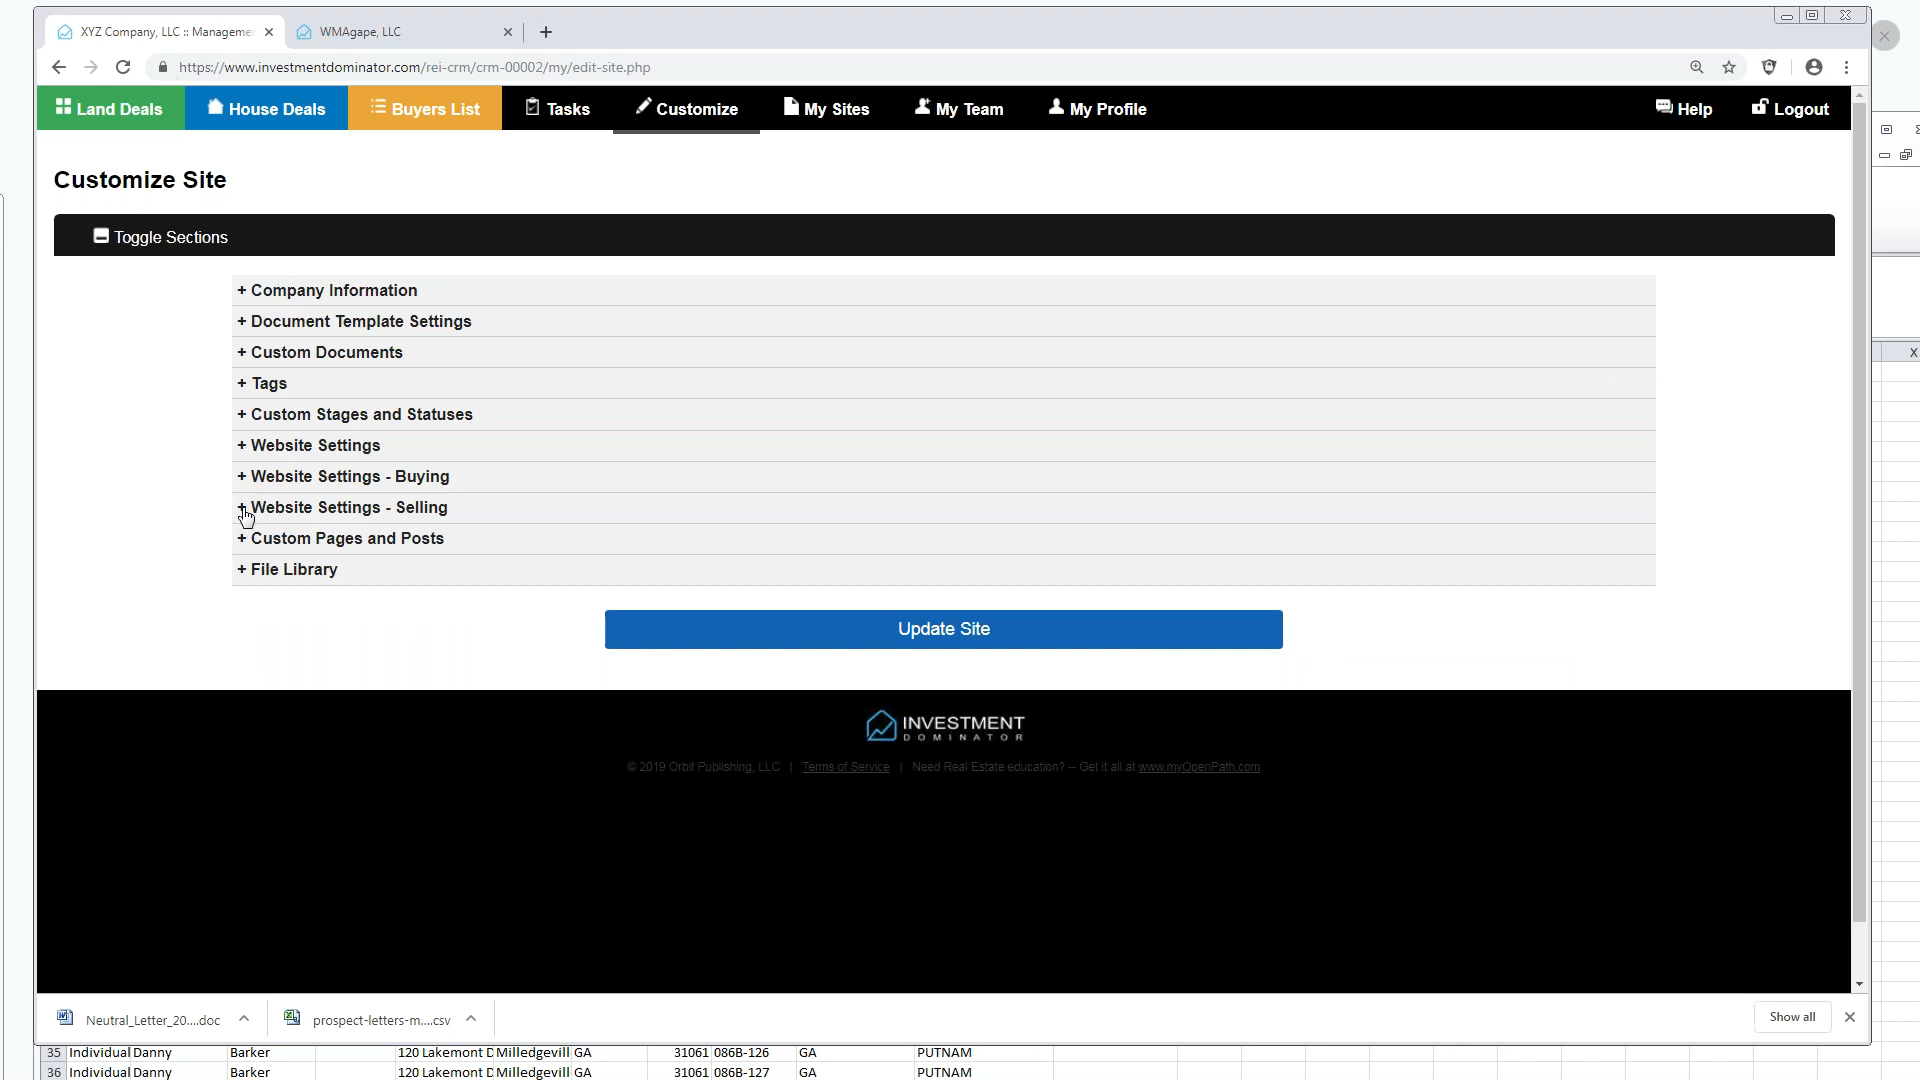 XYZ Company, LLC :: Managemen
WMAgape, LLC
https://www.investmentdominator.com/rei-crm/crm-00002/my/edit-site.php
Land Deals House Deals Buyers List Tasks Customize My Sites My Team My Profile Help Logout
Customize Site
Toggle Sections
+ Company Information
+ Document Template Settings
+ Custom Documents
+ Tags
+ Custom Stages and Statuses
+ Website Settings
+ Website Settings - Buying
+ Website Settings - Selling
+ Custom Pages and Posts
+ File Library
Update Site
INVESTMENT
DOMINATOR
© 2019 Orbit Publishing, LLC | Terms of Service | Need Real Estate education? -- Get it all at www.myOpenPath.com
X
Neutral_Letter_20....doc prospect-letters-m....csv Show all
35 Individual Danny Barker 120 Lakemont D Milledgevill GA 31061 086B-126 GA PUTNAM
36 Individual Danny Barker 120 Lakemont D Milledgevill GA 31061 086B-127 GA PUTNAM